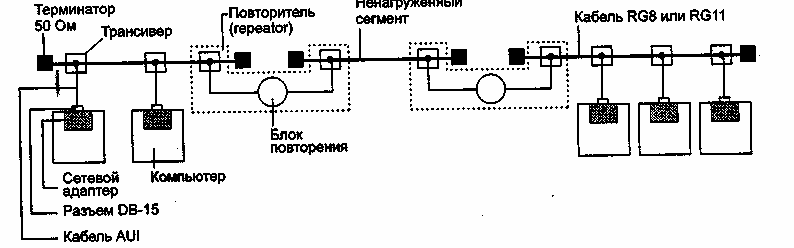 Терминатор
50 Ом
Трансивер
Повторитель
(repeator)
Ненагруженный
сегмент
Кабель RG8 или RG11
Блок
повторения
Сетевой
адаптер
Компьютер
Разъем DB-15
Кабель AUI